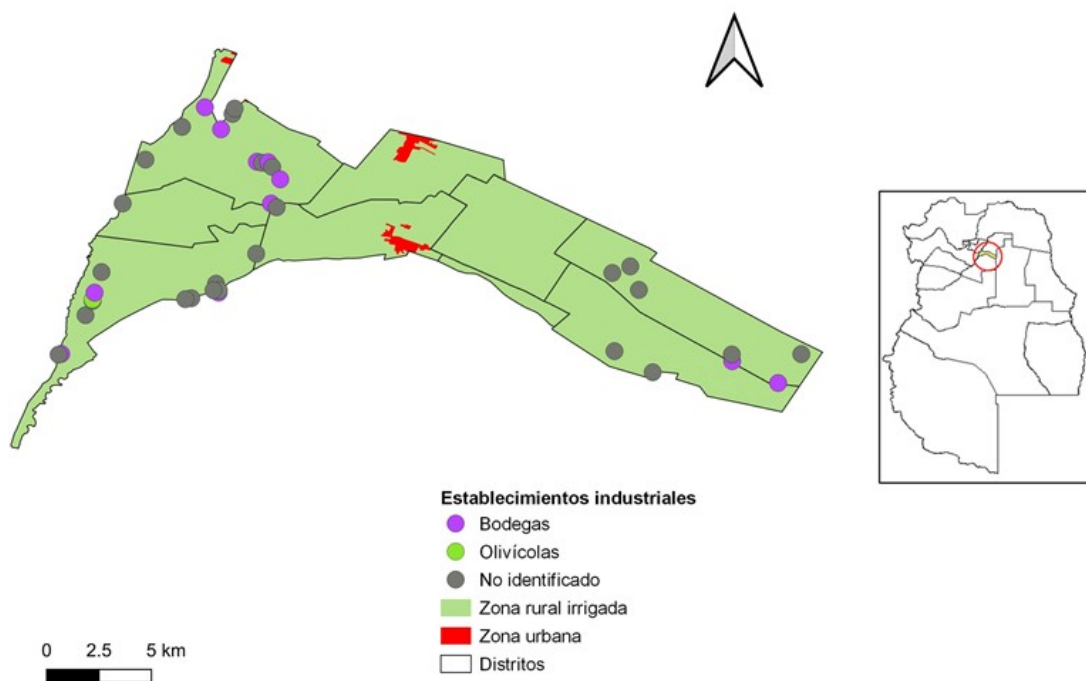 Establecimientos industriales
Bodegas
Olivícolas
No identificado
Zona rural irrigada
Zona urbana
Distritos
0 2.5 5 km